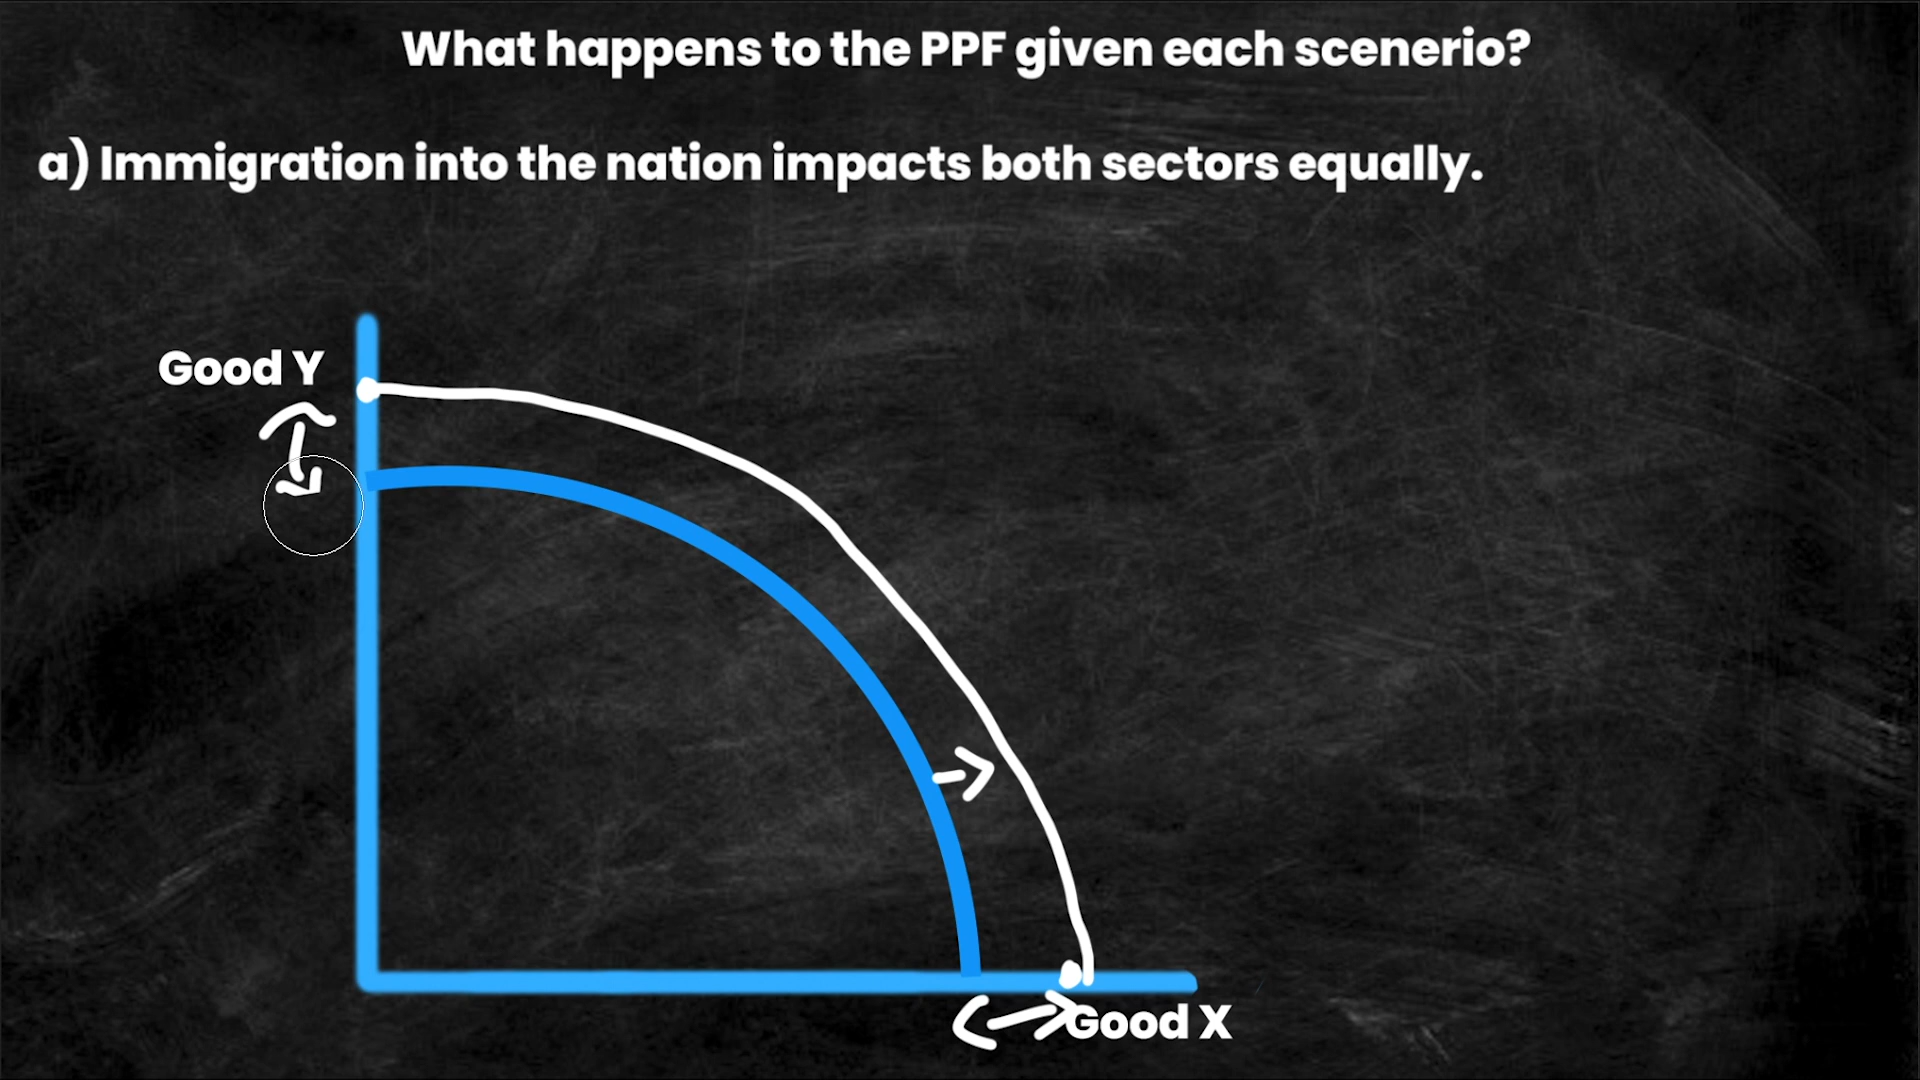 What happens to the PPF given each scenerio?
a) Immigration into the nation impacts both sectors equally.
Good Y
Good X